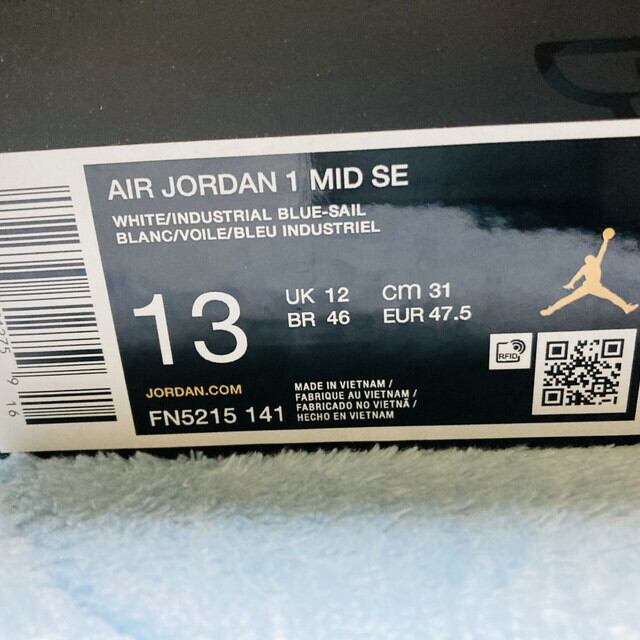 AIR JORDAN 1 MID SE
WHITE/INDUSTRIAL BLUE-SAIL
BLANC/VOILE/BLEU INDUSTRIEL
13
UK 12 cm 31
BR 46 EUR 47.5
RFID
JORDAN.COM
FN5215 141
MADE IN VIETNAM /
FABRIQUE AU VIETNAM /
FABRICADO NO VIETNÃ /
HECHO EN VIETNAM